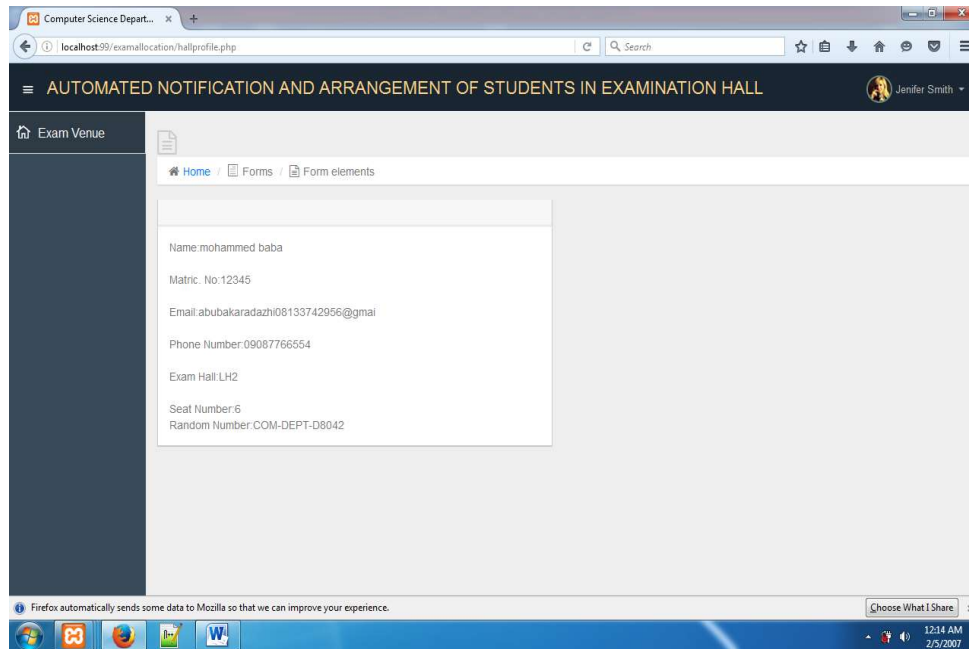 Computer Science Depart... × +
localhost:99/examallocation/hallprofile.php
Search
AUTOMATED NOTIFICATION AND ARRANGEMENT OF STUDENTS IN EXAMINATION HALL
Jenifer Smith
Exam Venue
Home / Forms / Form elements
Name:mohammed baba
Matric. No:12345
Email:abubakaradazhi08133742956@gmai
Phone Number:09087766554
Exam Hall:LH2
Seat Number:6
Random Number:COM-DEPT-D8042
Firefox automatically sends some data to Mozilla so that we can improve your experience.
Choose What I Share
12:14 AM
2/5/2007